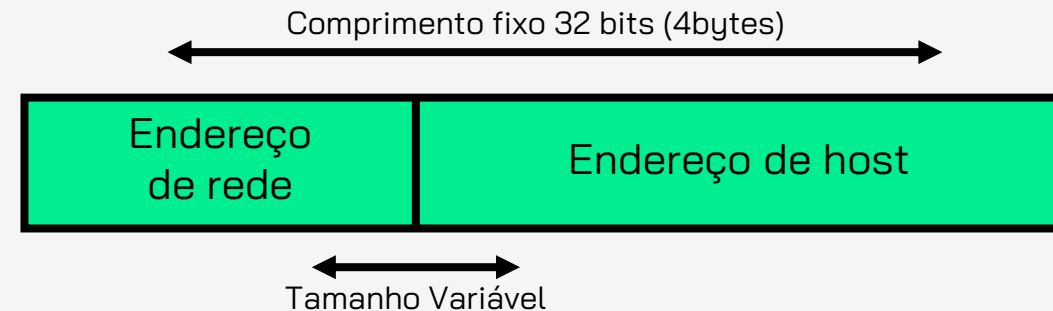 Comprimento fixo 32 bits (4bytes)
Endereço
de rede
Endereço de host
Tamanho Variável